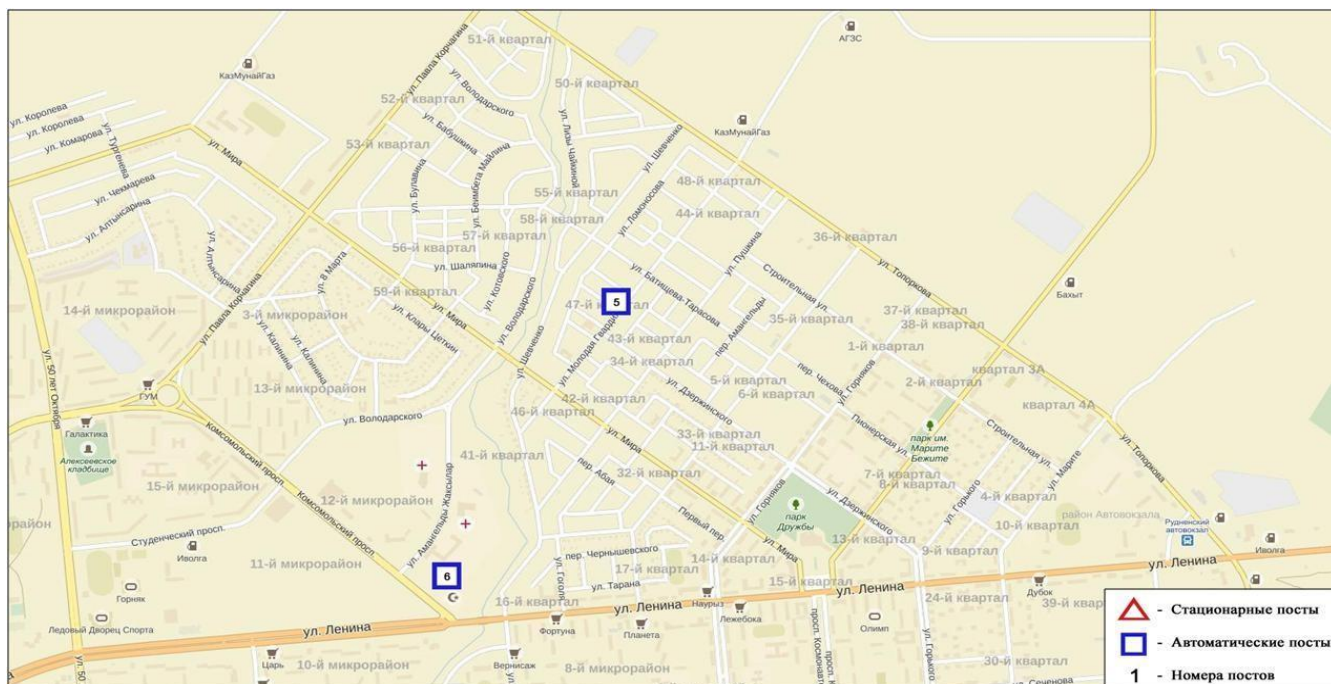 51-й квартал
АГЗС
КазМунайГаз
ул. Павла Корчагина
ул. Володарского
50-й квартал
52-й квартал
ул. Королева
ул. Королева
ул. Комарова
ул. Тургенева
ул. Мира
ул. Бабушкина
ул. Лизы Чайкиной
ул. Шевченко
КазМунайГаз
53-й квартал
ул. Беимбета Майлина
ул. Булавина
ул. Чекмарева
ул. Алтынсарина
55-й квартал
48-й квартал
58-й квартал
ул. Ломоносова
44-й квартал
57-й квартал
56-й квартал
36-й квартал
ул. Пушкина
ул. Топоркова
ул. Алтынсарина
ул. 8 Марта
ул. Шаляпина
ул. Котовского
ул. Батищева-Тарасова
Строительная ул.
Бахыт
59-й квартал
ул. Павла Корчагина
ул. Мира
ул. Володарского
5
47-й квартал
ул. Молодая Гвардия
14-й микрорайон
3-й микрорайон
ул. Клары Цеткин
ул. Шевченко
пер. Амангельды
35-й квартал
37-й квартал
38-й квартал
ул. Калинина
ул. Калинина
43-й квартал
34-й квартал
1-й квартал
2-й квартал
квартал 3А
13-й микрорайон
5-й квартал
6-й квартал
пер. Чехова
ул. Горняков
ГУМ
42-й квартал
46-й квартал
ул. Дзержинского
квартал 4А
ул. 50 лет Октября
Галактика
Алексеевское
кладбище
ул. Володарского
Комсомольский просп.
ул. Мира
33-й квартал
11-й квартал
Пионерская ул.
парк им.
Марите
Бежите
Строительная ул.
ул. Топоркова
41-й квартал
пер. Абая
32-й квартал
7-й квартал
8-й квартал
ул. Марите
15-й микрорайон
12-й микрорайон
Комсомольский просп.
ул. Амангельды Жаксылар
ул. Горняков
парк
Дружбы
ул. Дзержинского
ул. Горького
4-й квартал
10-й квартал
район Автовокзала
Рудненский
автовокзал
Студенческий просп.
Иволга
11-й микрорайон
Первый пер.
ул. Мира
13-й квартал
9-й квартал
Иволга
пер. Чернышевского
14-й квартал
17-й квартал
ул. Гоголя
ул. Тарана
15-й квартал
ул. Ленина
6
Горняк
Ледовый Дворец Спорта
ул. Ленина
16-й квартал
ул. Ленина
Наурыз
Лежебока
24-й квартал
Дубок
Фортуна
Планета
Олимп
просп. Космонавтов
ул. Горького
Царь
10-й микрорайон
Вернисаж
8-й микрорайон
30-й квартал
- Стационарные посты
- Автоматические посты
1 - Номера постов